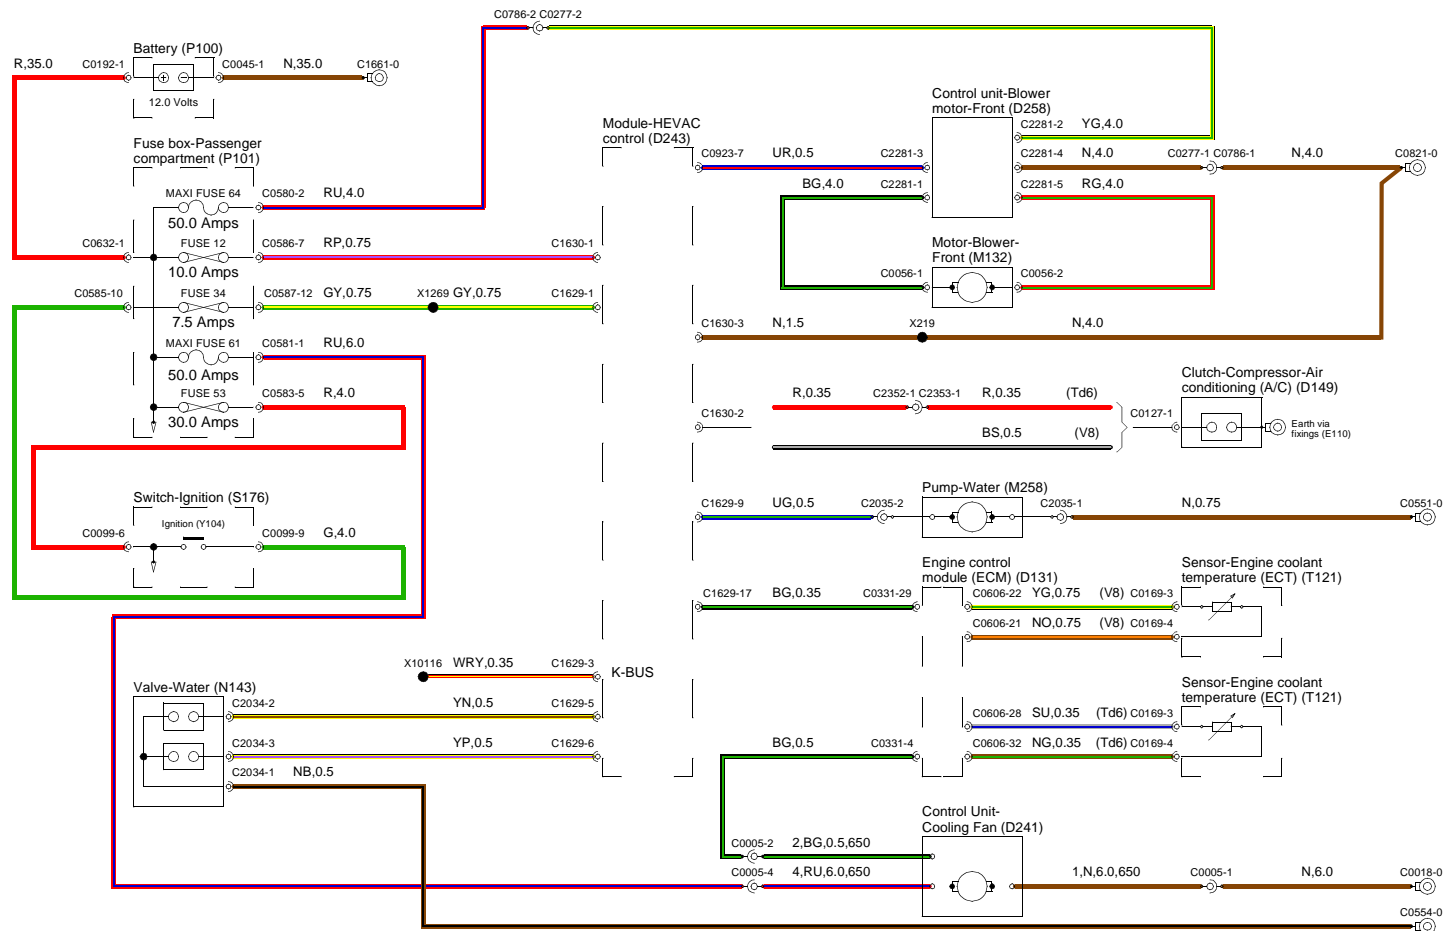 C0786-2 C0277-2
Battery (P100)
R,35.0
C0192-1
C0045-1
N,35.0
C1661-0
12.0 Volts
Control unit-Blower
motor-Front (D258)
C2281-2
YG,4.0
Module-HEVAC
control (D243)
Fuse box-Passenger
compartment (P101)
C0923-7
UR,0.5
C2281-3
C2281-4
N,4.0
C0277-1
C0786-1
N,4.0
C0821-0
MAXI FUSE 64
C0580-2
RU,4.0
BG,4.0
C2281-1
C2281-5
RG,4.0
50.0 Amps
C0632-1
FUSE 12
C0586-7
RP,0.75
C1630-1
Motor-Blower-
Front (M132)
10.0 Amps
C0056-1
C0056-2
C0585-10
FUSE 34
C0587-12
GY,0.75
X1269
GY,0.75
C1629-1
7.5 Amps
C1630-3
N,1.5
X219
N,4.0
MAXI FUSE 61
C0581-1
RU,6.0
50.0 Amps
Clutch-Compressor-Air
conditioning (A/C) (D149)
FUSE 53
C0583-5
R,4.0
R,0.35
C2352-1
C2353-1
R,0.35
(Td6)
30.0 Amps
C1630-2
C0127-1
Earth via
fixings (E110)
BS,0.5
(V8)
Switch-Ignition (S176)
Pump-Water (M258)
Ignition (Y104)
C1629-9
UG,0.5
C2035-2
C2035-1
N,0.75
C0551-0
C0099-6
C0099-9
G,4.0
Engine control
module (ECM) (D131)
Sensor-Engine coolant
temperature (ECT) (T121)
C1629-17
BG,0.35
C0331-29
C0606-22
YG,0.75
(V8)
C0169-3
C0606-21
NO,0.75
(V8)
C0169-4
X10116
WRY,0.35
C1629-3
K-BUS
Valve-Water (N143)
Sensor-Engine coolant
temperature (ECT) (T121)
C2034-2
YN,0.5
C1629-5
C0606-28
SU,0.35
(Td6)
C0169-3
C2034-3
YP,0.5
C1629-6
BG,0.5
C0331-4
C0606-32
NG,0.35
(Td6)
C0169-4
C2034-1
NB,0.5
Control Unit-
Cooling Fan (D241)
C0005-2
2,BG,0.5,650
C0005-4
4,RU,6.0,650
1,N,6.0,650
C0005-1
N,6.0
C0018-0
C0554-0